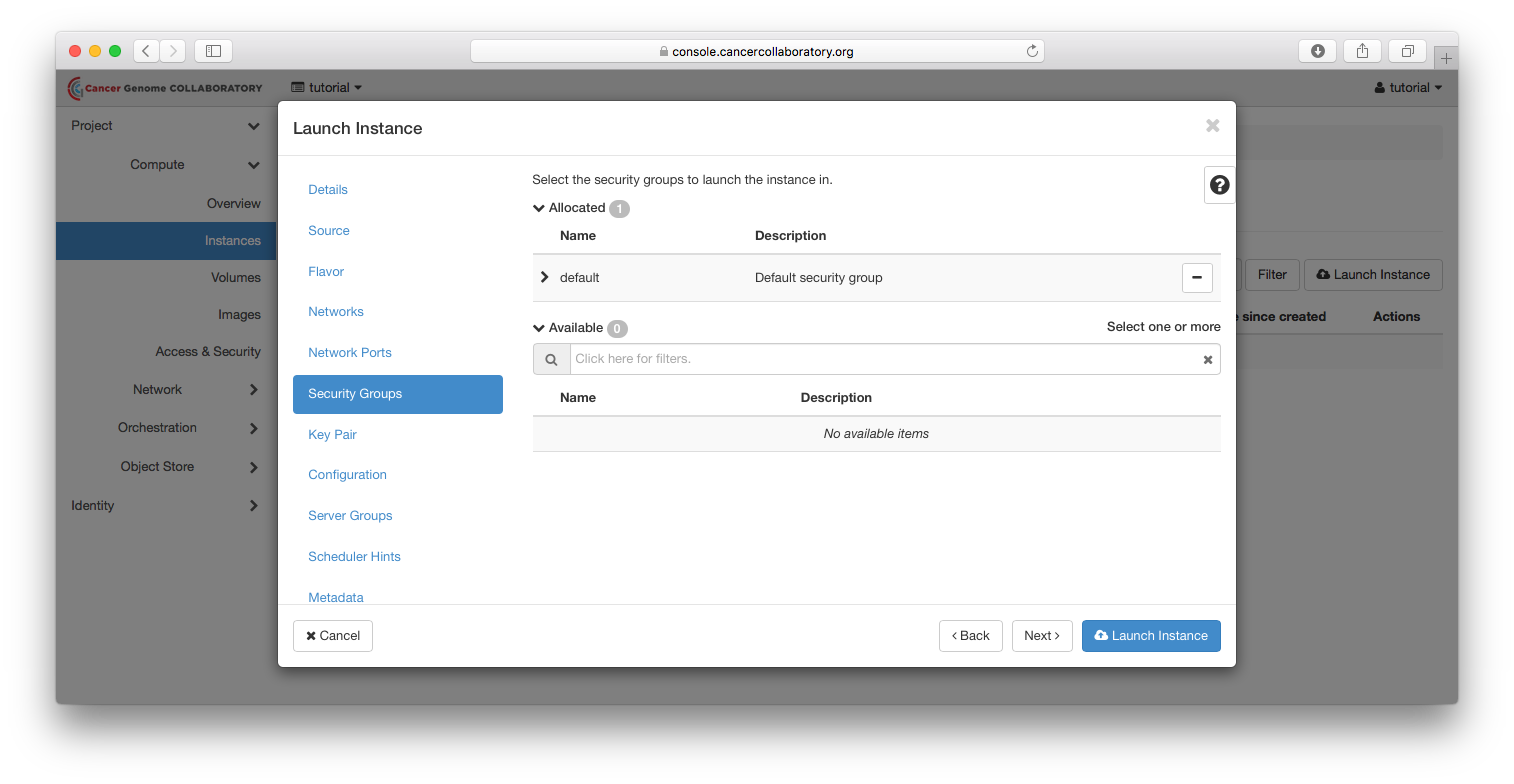 console.cancercollaboratory.org
Cancer Genome COLLABORATORY
tutorial
tutorial
Project
Compute
Overview
Instances
Volumes
Images
Access & Security
Network
Orchestration
Object Store
Identity
Filter
Launch Instance
since created
Actions
Launch Instance
Details
Source
Flavor
Networks
Network Ports
Security Groups
Key Pair
Configuration
Server Groups
Scheduler Hints
Metadata
Select the security groups to launch the instance in.
Allocated 1
Name Description
default Default security group
Available 0 Select one or more
Click here for filters.
Name Description
No available items
Cancel
Back
Next
Launch Instance